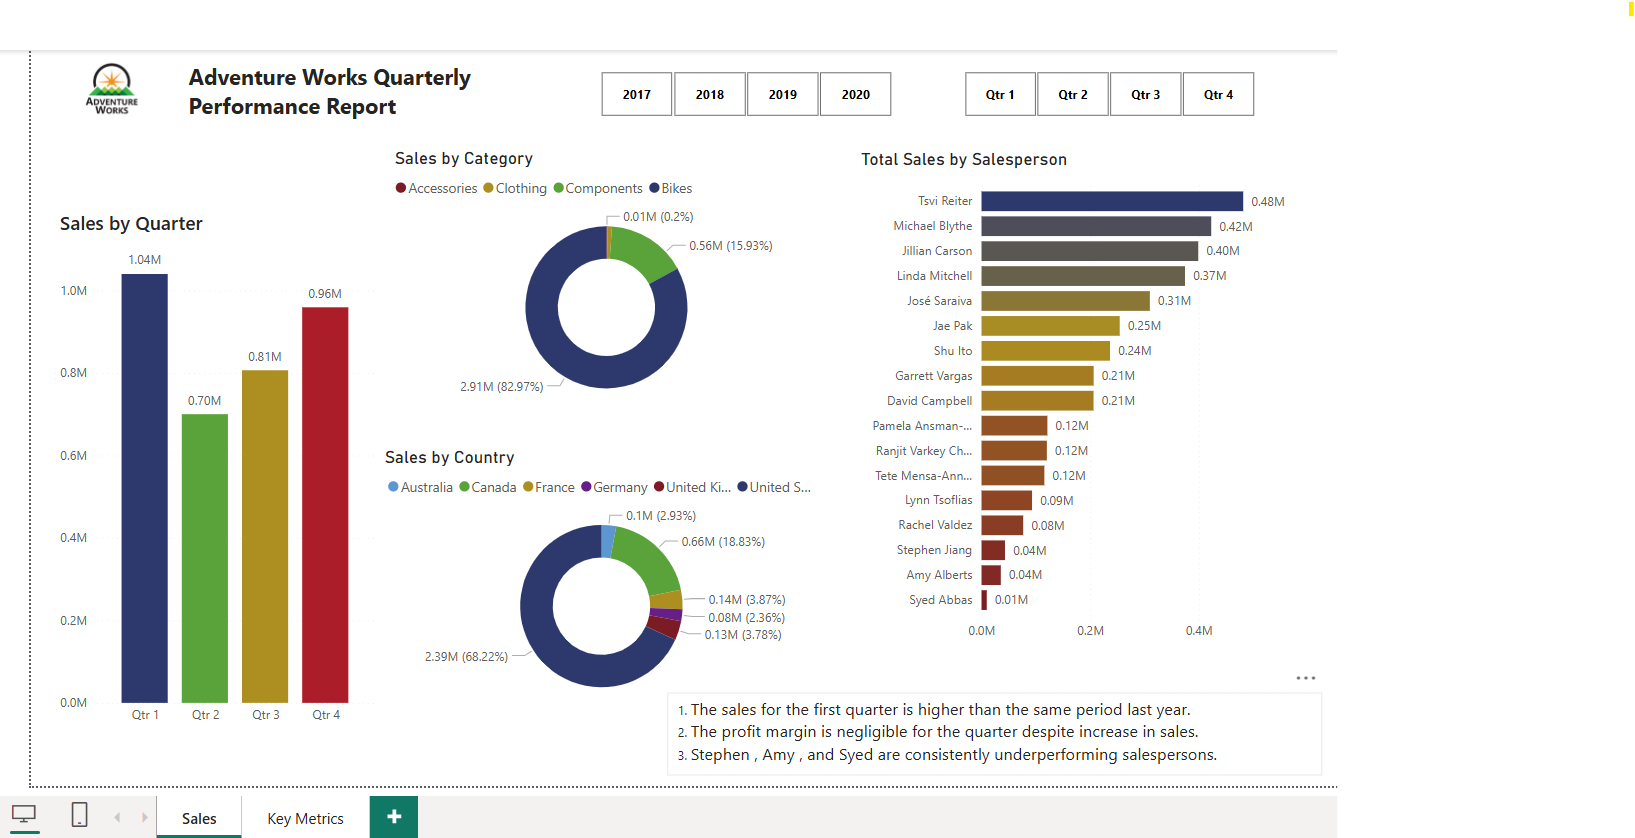 ADVENTURE
WORKS
Adventure Works Quarterly
Performance Report
2017
2018
2019
2020
Qtr 1
Qtr 2
Qtr 3
Qtr 4
Sales by Quarter
1.0M
0.8M
0.6M
0.4M
0.2M
0.0M
1.04M
0.70M
0.81M
0.96M
Qtr 1
Qtr 2
Qtr 3
Qtr 4
Sales by Category
Accessories Clothing Components Bikes
0.01M (0.2%)
0.56M (15.93%)
2.91M (82.97%)
Sales by Country
Australia Canada France Germany United Ki... United S...
0.1M (2.93%)
0.66M (18.83%)
0.14M (3.87%)
0.08M (2.36%)
0.13M (3.78%)
2.39M (68.22%)
Total Sales by Salesperson
Tsvi Reiter 0.48M
Michael Blythe 0.42M
Jillian Carson 0.40M
Linda Mitchell 0.37M
José Saraiva 0.31M
Jae Pak 0.25M
Shu Ito 0.24M
Garrett Vargas 0.21M
David Campbell 0.21M
Pamela Ansman-... 0.12M
Ranjit Varkey Ch... 0.12M
Tete Mensa-Ann... 0.12M
Lynn Tsoflias 0.09M
Rachel Valdez 0.08M
Stephen Jiang 0.04M
Amy Alberts 0.04M
Syed Abbas 0.01M
0.0M 0.2M 0.4M
1. The sales for the first quarter is higher than the same period last year.
2. The profit margin is negligible for the quarter despite increase in sales.
3. Stephen , Amy , and Syed are consistently underperforming salespersons.
Sales
Key Metrics